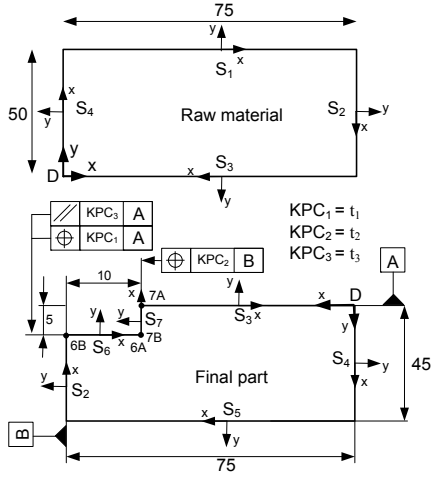 75
y
x
S1
50
x
S4
y
Raw material
S2
y
x
y
D
x
S3
x
y
// KPC3 A
⌖ KPC1 A
⌖ KPC2 B
KPC1 = t1
KPC2 = t2
KPC3 = t3
A
10
x 7A
y
S7
y
S3 x
D
x
y
5
y
6B
S6
x
6A
7B
S4
y
x
45
x
y
S2
Final part
S5
x
y
B
75